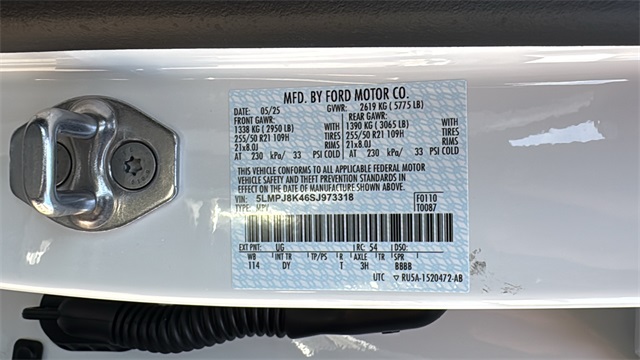 MFD. BY FORD MOTOR CO.
DATE: 05/25 GVWR: 2619 KG ( 5775 LB)
FRONT GAWR: REAR GAWR:
1338 KG ( 2950 LB) WITH 1390 KG ( 3065 LB) WITH
255/50 R21 109H TIRES 255/50 R21 109H TIRES
21x8.0J RIMS 21x8.0J RIMS
AT 230 kPa/ 33 PSI COLD AT 230 kPa/ 33 PSI COLD
THIS VEHICLE CONFORMS TO ALL APPLICABLE FEDERAL MOTOR
VEHICLE SAFETY AND THEFT PREVENTION STANDARDS IN
EFFECT ON THE DATE OF MANUFACTURE SHOWN ABOVE.
VIN: 5LMPJ8K46SJ973318 F0110
TYPE: MPV T0087
EXT PNT: UG RC: 54 DSO:
WB INT TR TP/PS R AXLE TR SPR
114 DY T 3H BBBB
UTC ▽ RU5A-1520472-AB